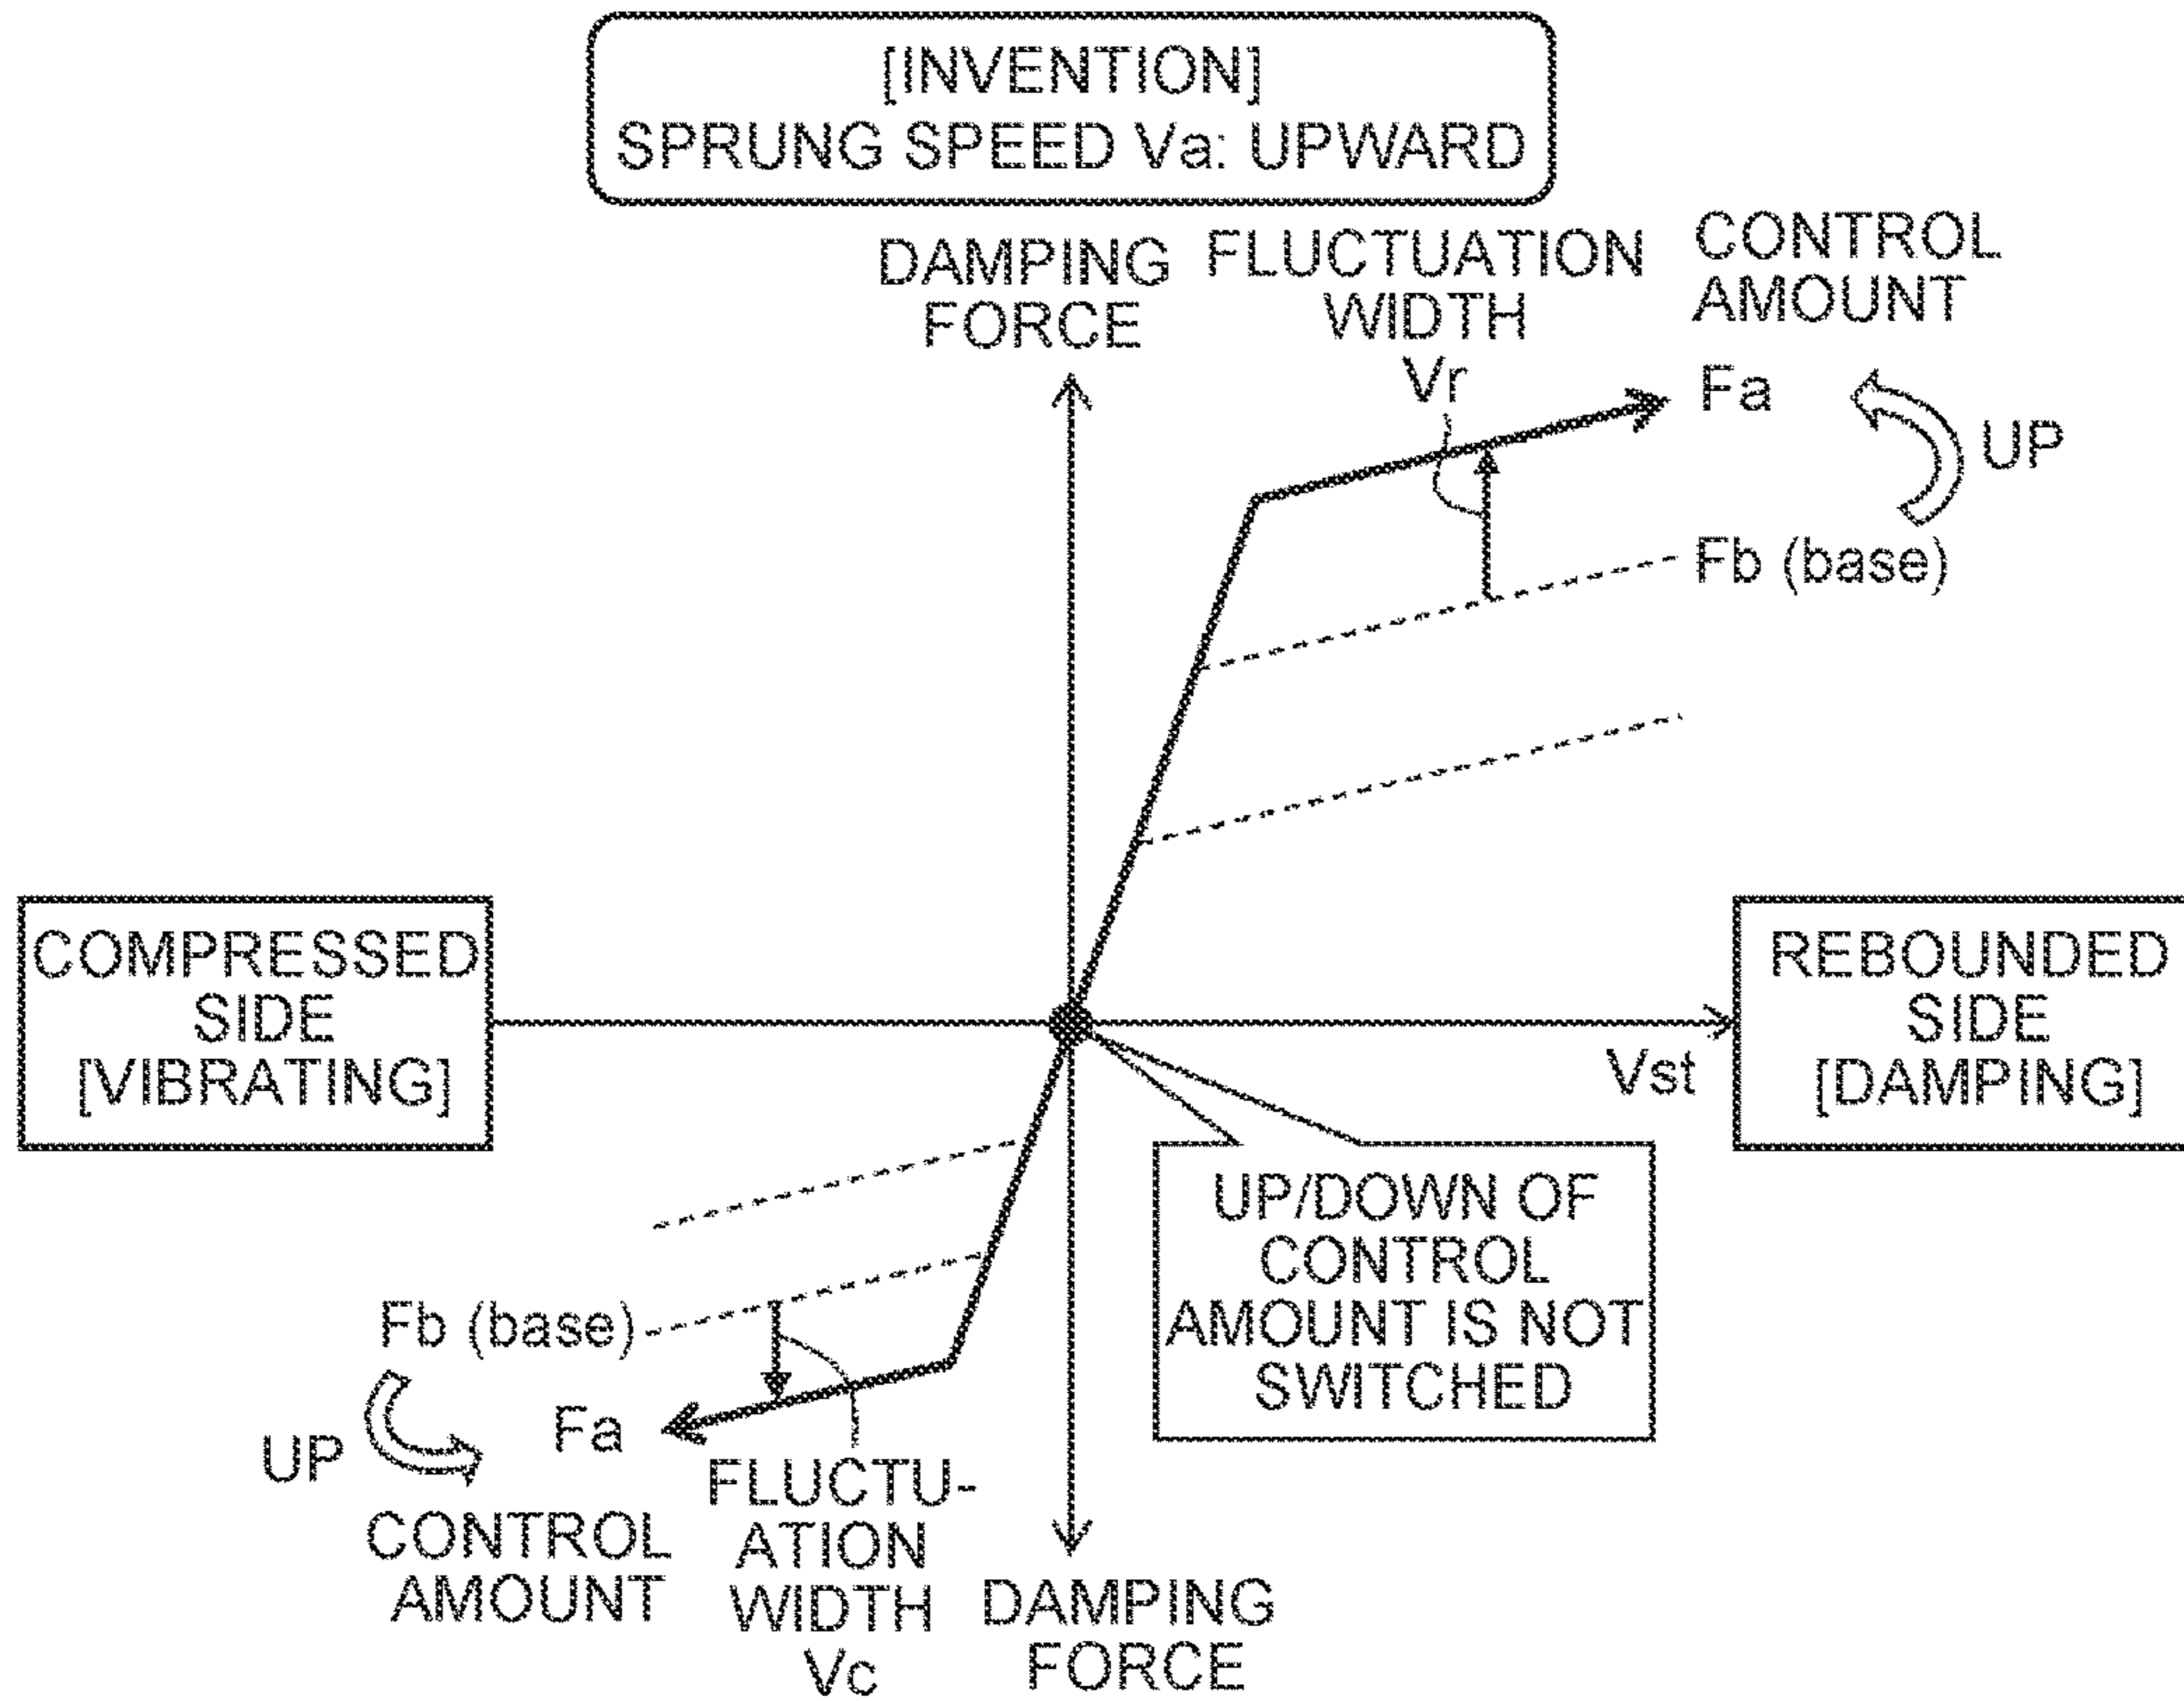 [INVENTION]
SPRUNG SPEED Va: UPWARD
DAMPING
FORCE
FLUCTUATION
WIDTH
Vr
CONTROL
AMOUNT
Fa
UP
Fb (base)
COMPRESSED
SIDE
[VIBRATING]
REBOUNDED
SIDE
[DAMPING]
Vst
UP/DOWN OF
CONTROL
AMOUNT IS NOT
SWITCHED
Fb (base)
UP
Fa
CONTROL
AMOUNT
FLUCTU-
ATION
WIDTH
Vc
DAMPING
FORCE